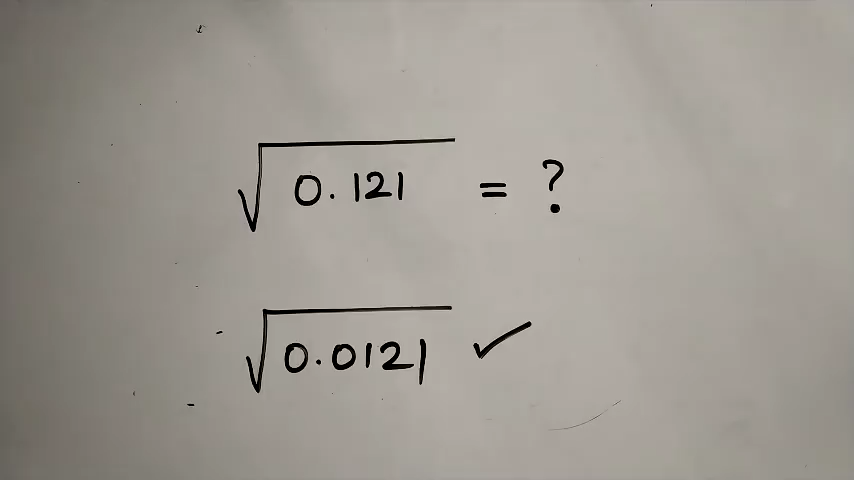 √0.121 = ?
√0.0121 ✓